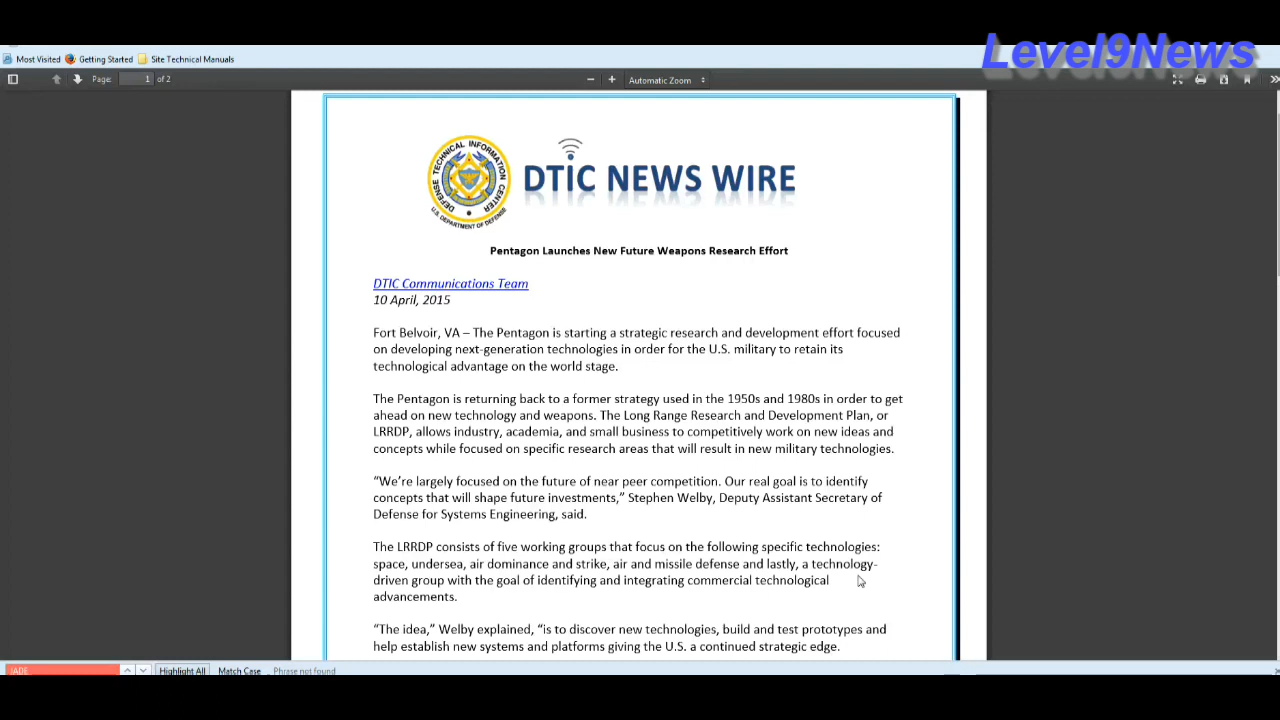 Level9News
Most Visited Getting Started Site Technical Manuals
Page: 1 of 2 Automatic Zoom
DEFENSE TECHNICAL INFORMATION CENTER
U.S. DEPARTMENT OF DEFENSE
DTIC NEWS WIRE
Pentagon Launches New Future Weapons Research Effort
DTIC Communications Team
10 April, 2015
Fort Belvoir, VA – The Pentagon is starting a strategic research and development effort focused
on developing next-generation technologies in order for the U.S. military to retain its
technological advantage on the world stage.
The Pentagon is returning back to a former strategy used in the 1950s and 1980s in order to get
ahead on new technology and weapons. The Long Range Research and Development Plan, or
LRRDP, allows industry, academia, and small business to competitively work on new ideas and
concepts while focused on specific research areas that will result in new military technologies.
“We’re largely focused on the future of near peer competition. Our real goal is to identify
concepts that will shape future investments,” Stephen Welby, Deputy Assistant Secretary of
Defense for Systems Engineering, said.
The LRRDP consists of five working groups that focus on the following specific technologies:
space, undersea, air dominance and strike, air and missile defense and lastly, a technology-
driven group with the goal of identifying and integrating commercial technological
advancements.
“The idea,” Welby explained, “is to discover new technologies, build and test prototypes and
help establish new systems and platforms giving the U.S. a continued strategic edge.
JADE Highlight All Match Case Phrase not found